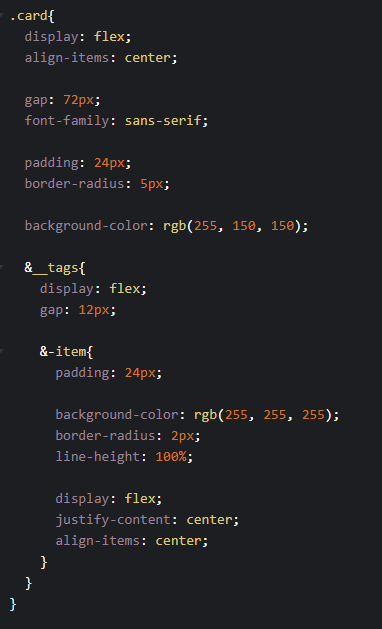 .card{
display: flex;
align-items: center;
gap: 72px;
font-family: sans-serif;
padding: 24px;
border-radius: 5px;
background-color: rgb(255, 150, 150);
&__tags{
display: flex;
gap: 12px;
&-item{
padding: 24px;
background-color: rgb(255, 255, 255);
border-radius: 2px;
line-height: 100%;
display: flex;
justify-content: center;
align-items: center;
}
}
}